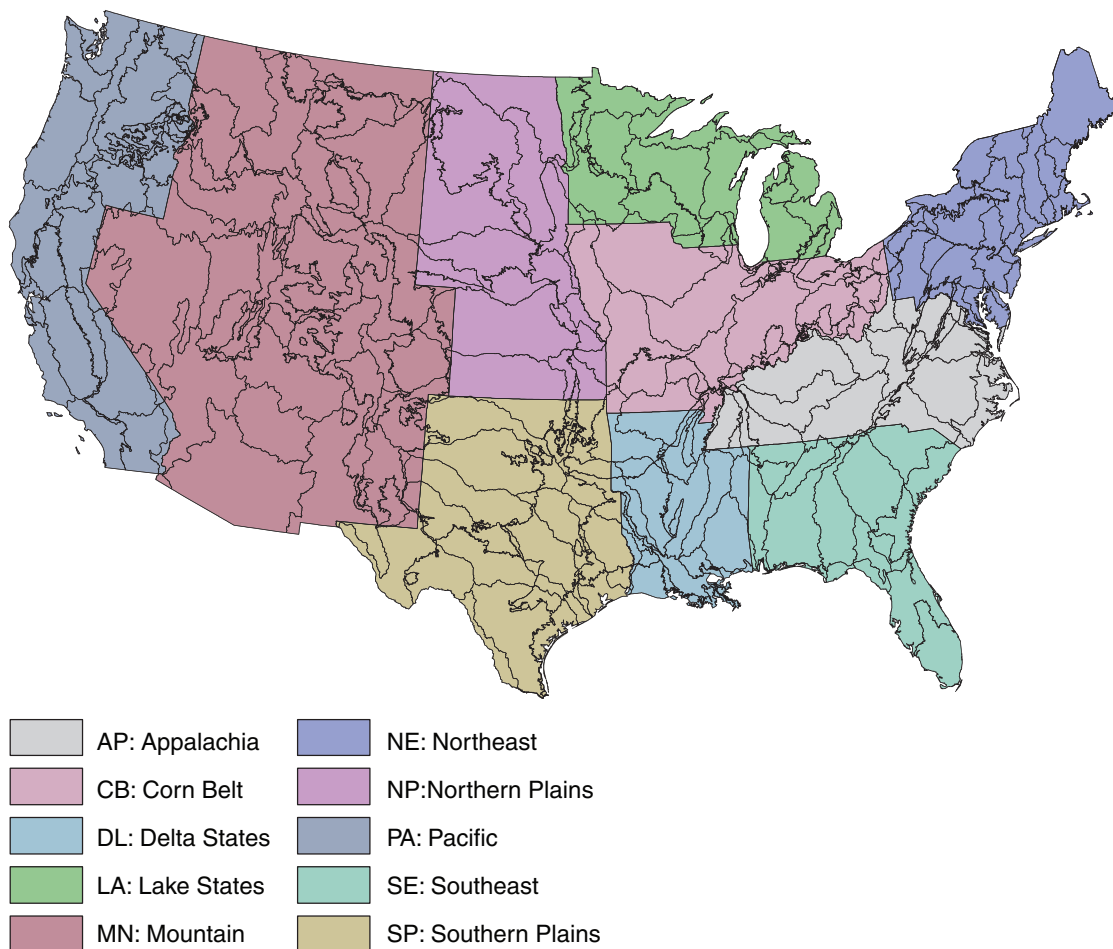 AP: Appalachia
CB: Corn Belt
DL: Delta States
LA: Lake States
MN: Mountain
NE: Northeast
NP:Northern Plains
PA: Pacific
SE: Southeast
SP: Southern Plains